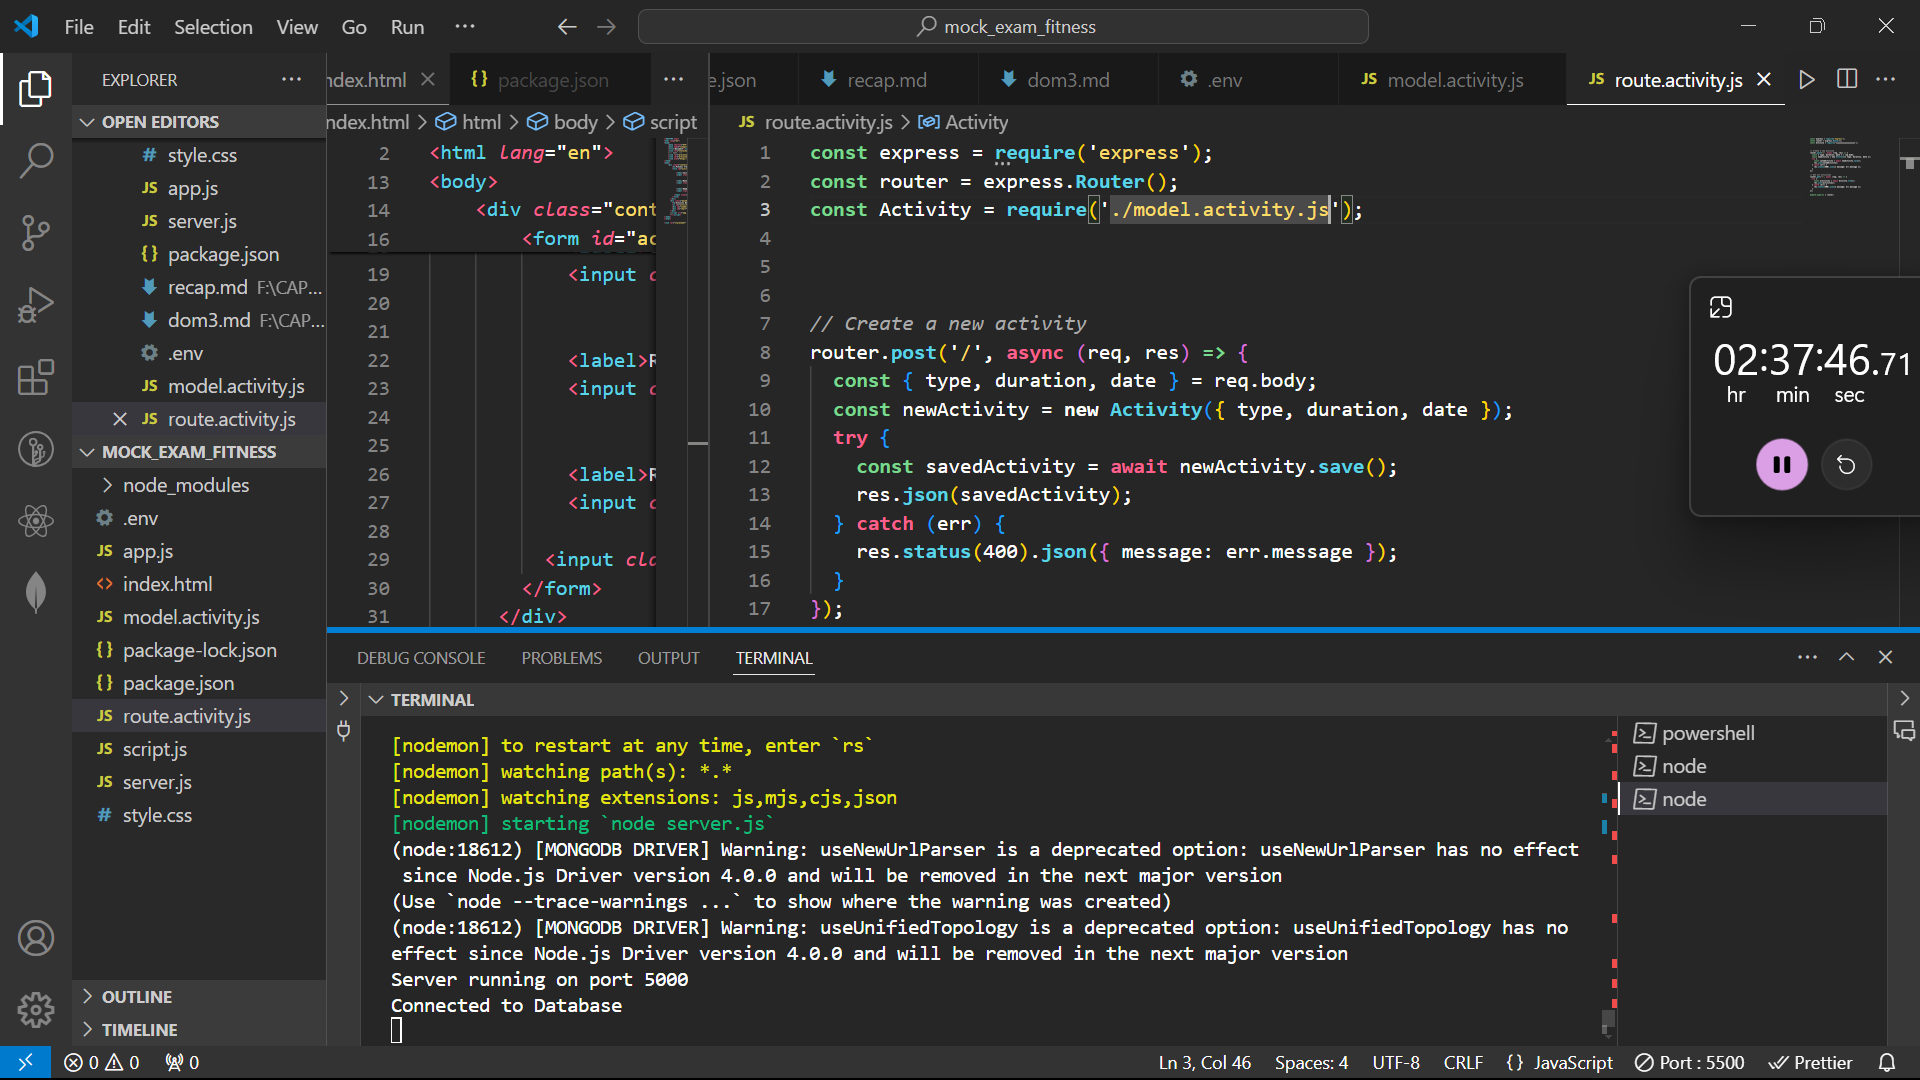 File Edit Selection View Go Run ···
mock_exam_fitness
EXPLORER
OPEN EDITORS
# style.css
JS app.js
JS server.js
{} package.json
recap.md F:\CAP...
dom3.md F:\CAP...
.env
JS model.activity.js
JS route.activity.js
MOCK_EXAM_FITNESS
node_modules
.env
JS app.js
<> index.html
JS model.activity.js
{} package-lock.json
{} package.json
JS route.activity.js
JS script.js
JS server.js
# style.css
OUTLINE
TIMELINE
ndex.html
{} package.json
ndex.html > html > body > script
2 <html lang="en">
13 <body>
14 <div class="cont
16 <form id="ac
19 <input c
20
21
22 <label>R
23 <input c
24
25
26 <label>R
27 <input c
28
29 <input cla
30 </form>
31 </div>
e.json
recap.md
dom3.md
.env
JS model.activity.js
JS route.activity.js
JS route.activity.js > Activity
1 const express = require('express');
2 const router = express.Router();
3 const Activity = require('./model.activity.js');
4
5
6
7 // Create a new activity
8 router.post('/', async (req, res) => {
9 const { type, duration, date } = req.body;
10 const newActivity = new Activity({ type, duration, date });
11 try {
12 const savedActivity = await newActivity.save();
13 res.json(savedActivity);
14 } catch (err) {
15 res.status(400).json({ message: err.message });
16 }
17 });
02:37:46.71
hr min sec
DEBUG CONSOLE PROBLEMS OUTPUT TERMINAL
TERMINAL
[nodemon] to restart at any time, enter `rs`
[nodemon] watching path(s): *.*
[nodemon] watching extensions: js,mjs,cjs,json
[nodemon] starting `node server.js`
(node:18612) [MONGODB DRIVER] Warning: useNewUrlParser is a deprecated option: useNewUrlParser has no effect
since Node.js Driver version 4.0.0 and will be removed in the next major version
(Use `node --trace-warnings ...` to show where the warning was created)
(node:18612) [MONGODB DRIVER] Warning: useUnifiedTopology is a deprecated option: useUnifiedTopology has no
effect since Node.js Driver version 4.0.0 and will be removed in the next major version
Server running on port 5000
Connected to Database
powershell
node
node
0 0 0
Ln 3, Col 46 Spaces: 4 UTF-8 CRLF {} JavaScript Port : 5500 Prettier